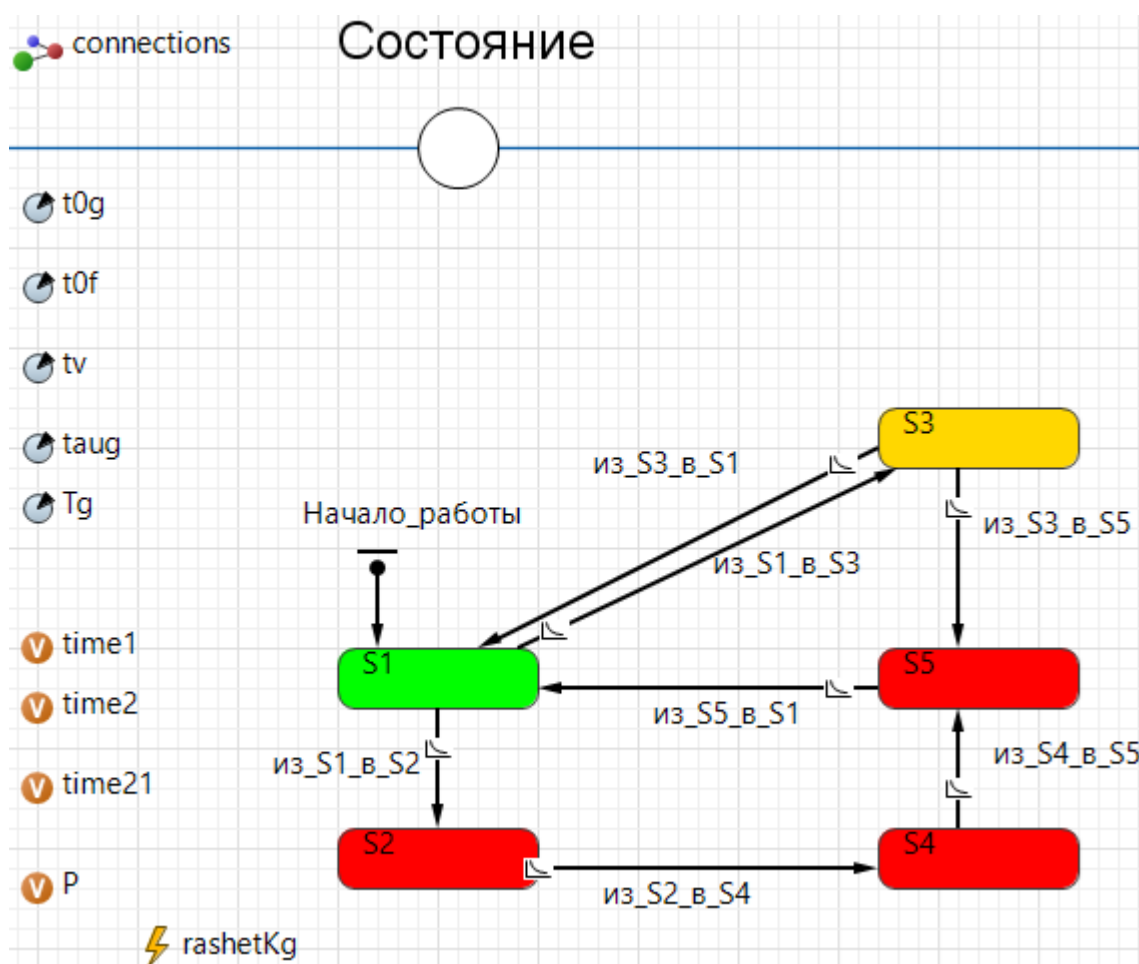 connections
Состояние
t0g
t0f
tv
taug
Tg
S3
из_S3_в_S1
Начало_работы
из_S3_в_S5
из_S1_в_S3
time1
S1
S5
time2
из_S5_в_S1
из_S1_в_S2
из_S4_в_S5
time21
S2
S4
P
из_S2_в_S4
rashetKg